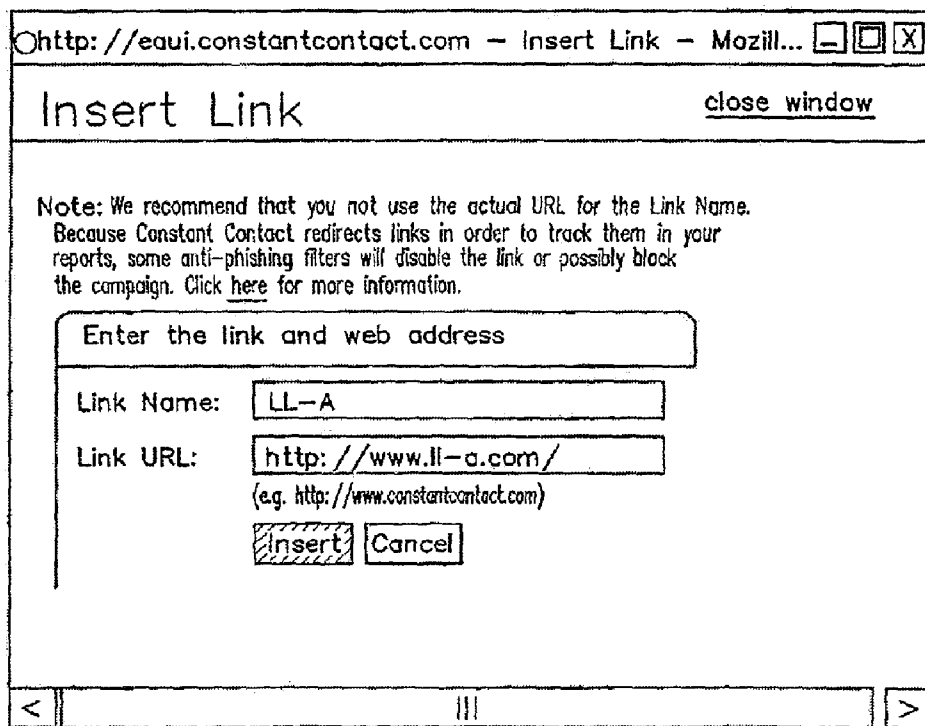 http://eaui.constantcontact.com - Insert Link - Mozill...
Insert Link
close window
Note: We recommend that you not use the actual URL for the Link Name.
Because Constant Contact redirects links in order to track them in your
reports, some anti-phishing filters will disable the link or possibly block
the campaign. Click here for more information.
Enter the link and web address
Link Name: LL-A
Link URL: http://www.ll-a.com/
(e.g. http://www.constantcontact.com)
Insert Cancel